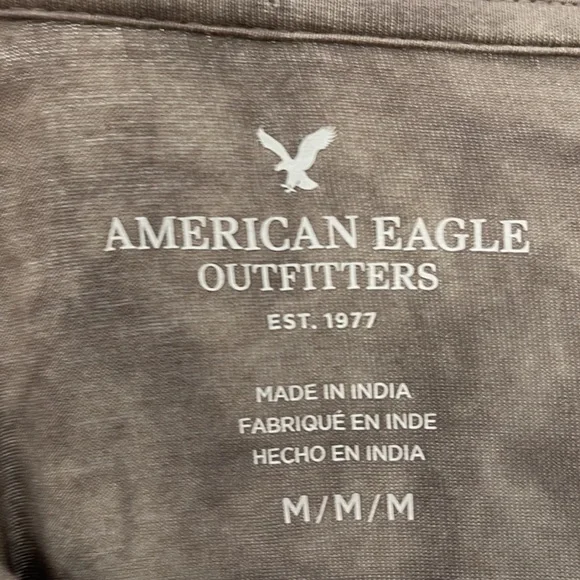 AMERICAN EAGLE
OUTFITTERS
EST. 1977
MADE IN INDIA
FABRIQUÉ EN INDE
HECHO EN INDIA
M/M/M